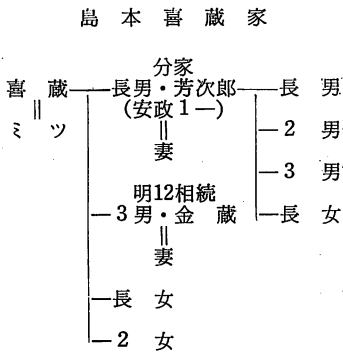 島本喜蔵家
分家
喜蔵 長男・芳次郎 長男
(安政1—)
ミツ 妻 2男
3男
明12相続
3男・金蔵 長女
妻
長女
2女